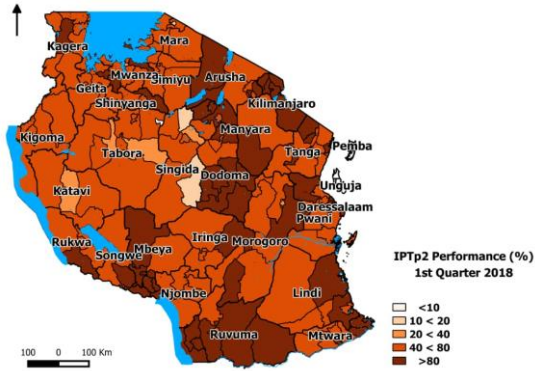 Kagera
Mara
Mwanza
Simiyu
Arusha
Geita
Shinyanga
Kilimanjaro
Kigoma
Manyara
Tabora
Tanga
Pemba
Singida
Dodoma
Unguja
Katavi
Daressalaam
Pwani
Rukwa
Mbeya
Iringa
Morogoro
Songwe
Njombe
Lindi
Ruvuma
Mtwara
IPTp2 Performance (%)
1st Quarter 2018
<10
10 < 20
20 < 40
40 < 80
>80
100 0 100 Km